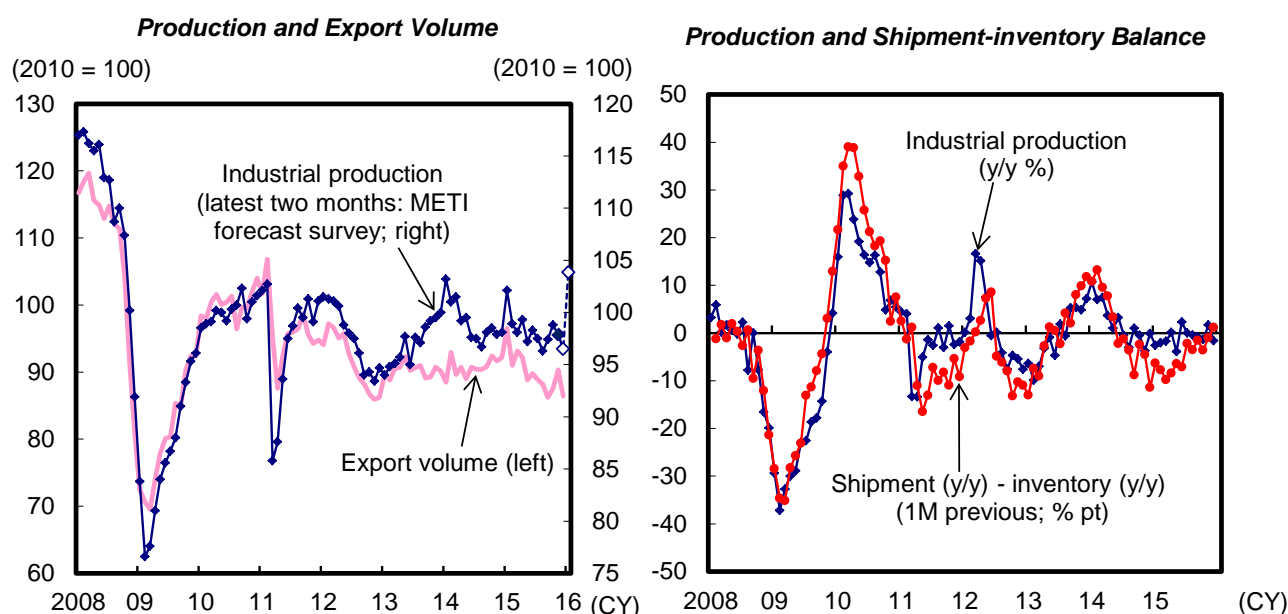 Production and Export Volume
(2010 = 100)
(2010 = 100)
130
120
110
100
90
80
70
60
120
115
110
105
100
95
90
85
80
75
Industrial production
(latest two months: METI
forecast survey; right)
Export volume (left)
2008 09 10 11 12 13 14 15 16 (CY)
Production and Shipment-inventory Balance
50
40
30
20
10
0
-10
-20
-30
-40
-50
Industrial production
(y/y %)
Shipment (y/y) - inventory (y/y)
(1M previous; % pt)
2008 09 10 11 12 13 14 15 (CY)